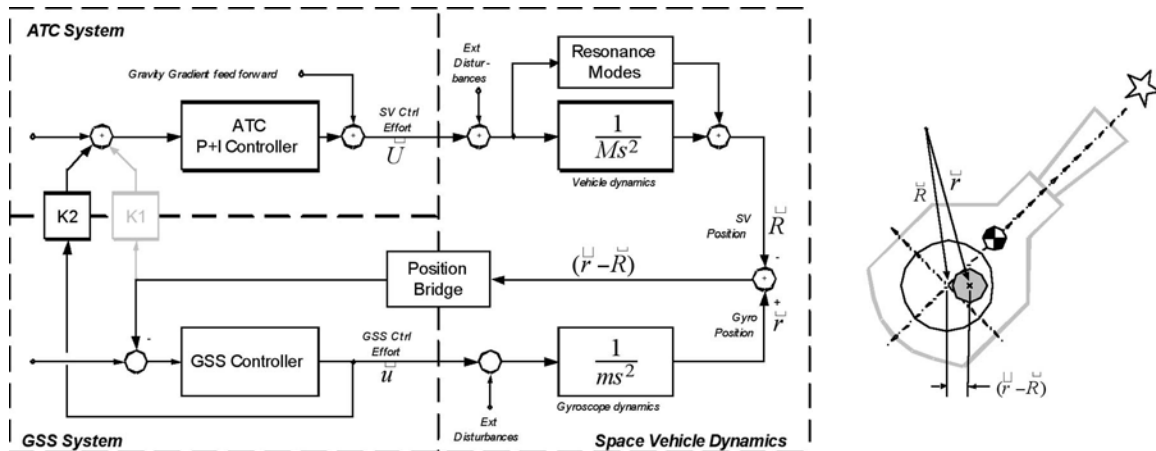 ATC System
Gravity Gradient feed forward
ATC
P+I Controller
SV Ctrl
Effort
U
K2
K1
Ext
Distur-
bances
Resonance
Modes
1
Ms²
Vehicle dynamics
SV
Position
R
Position
Bridge
(r – R)
-
+
r
Gyro
Position
-
GSS Controller
GSS Ctrl
Effort
u
1
ms²
Gyroscope dynamics
Ext
Disturbances
GSS System
Space Vehicle Dynamics
R
r
(r – R)